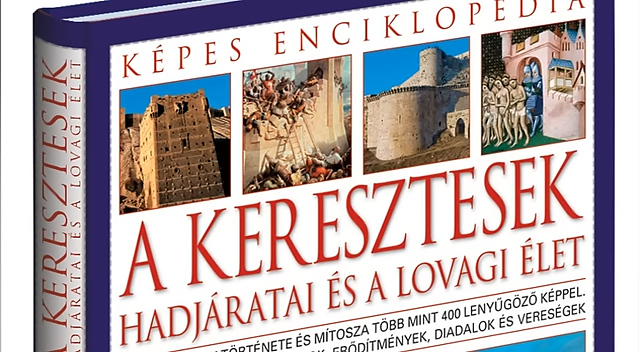 KÉPES ENCIKLOPÉDIA
A KERESZTESEK
HADJÁRATAI ÉS A LOVAGI ÉLET
TÖRTÉNETE ÉS MÍTOSZA TÖBB MINT 400 LENYŰGÖZŐ KÉPPEL.
ERŐDÍTMÉNYEK, DIADALOK ÉS VERESÉGEK
A KERESZTESEK
HADJÁRATAI ÉS A LOVAGI ÉLET